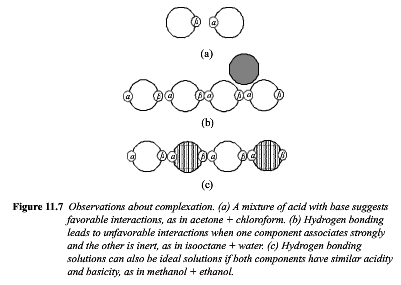 β α
(a)
α β α β α β α β
(b)
α β α β α β α β
(c)
Figure 11.7 Observations about complexation. (a) A mixture of acid with base suggests
favorable interactions, as in acetone + chloroform. (b) Hydrogen bonding
leads to unfavorable interactions when one component associates strongly
and the other is inert, as in isooctane + water. (c) Hydrogen bonding
solutions can also be ideal solutions if both components have similar acidity
and basicity, as in methanol + ethanol.